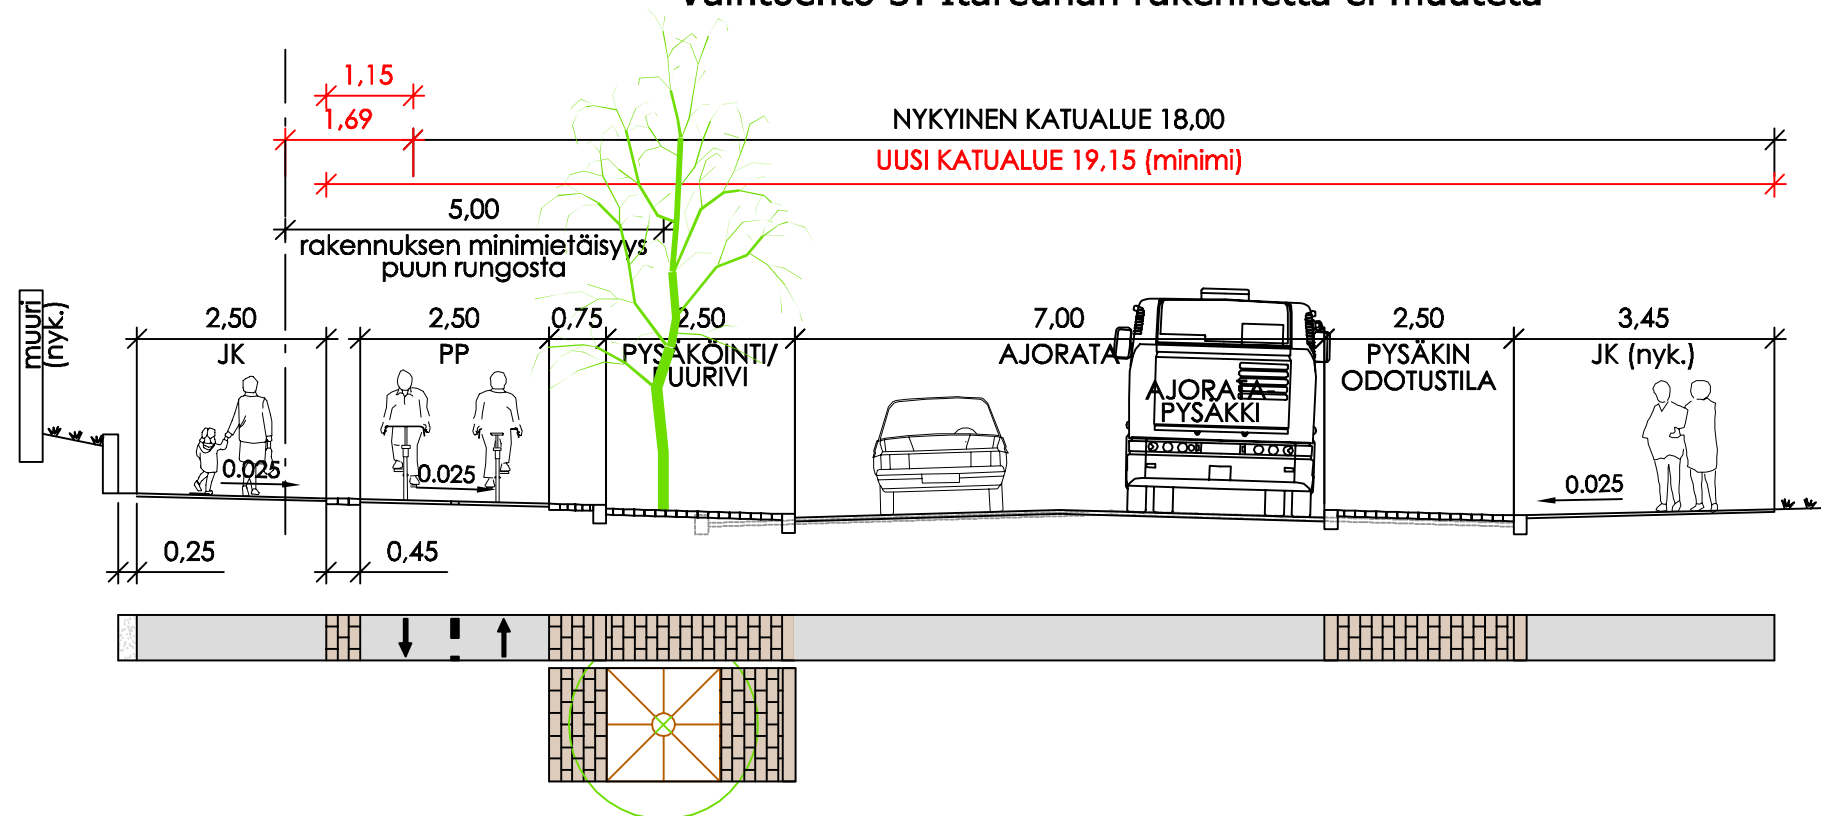 1,15
1,69
NYKYINEN KATUALUE 18,00
UUSI KATUALUE 19,15 (minimi)
5,00
rakennuksen minimietäisyys
puun rungosta
muuri
(nyk.)
2,50
2,50
0,75
2,50
7,00
2,50
3,45
JK
PP
PYSÄKÖINTI/
PUURIVI
AJORATA
PYSÄKIN
ODOTUSTILA
JK (nyk.)
AJORATA-
PYSÄKKI
0.025
0.025
0.025
0,25
0,45